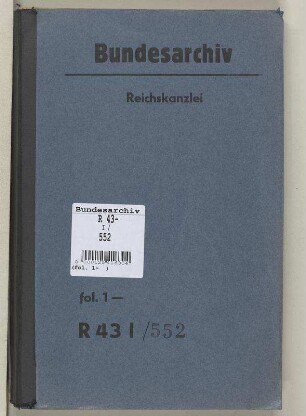 Bundesarchiv
Reichskanzlei
Bundesarchiv
R 43-
I/
552
(fol. 1- )
fol. 1 —
R 43 I /552